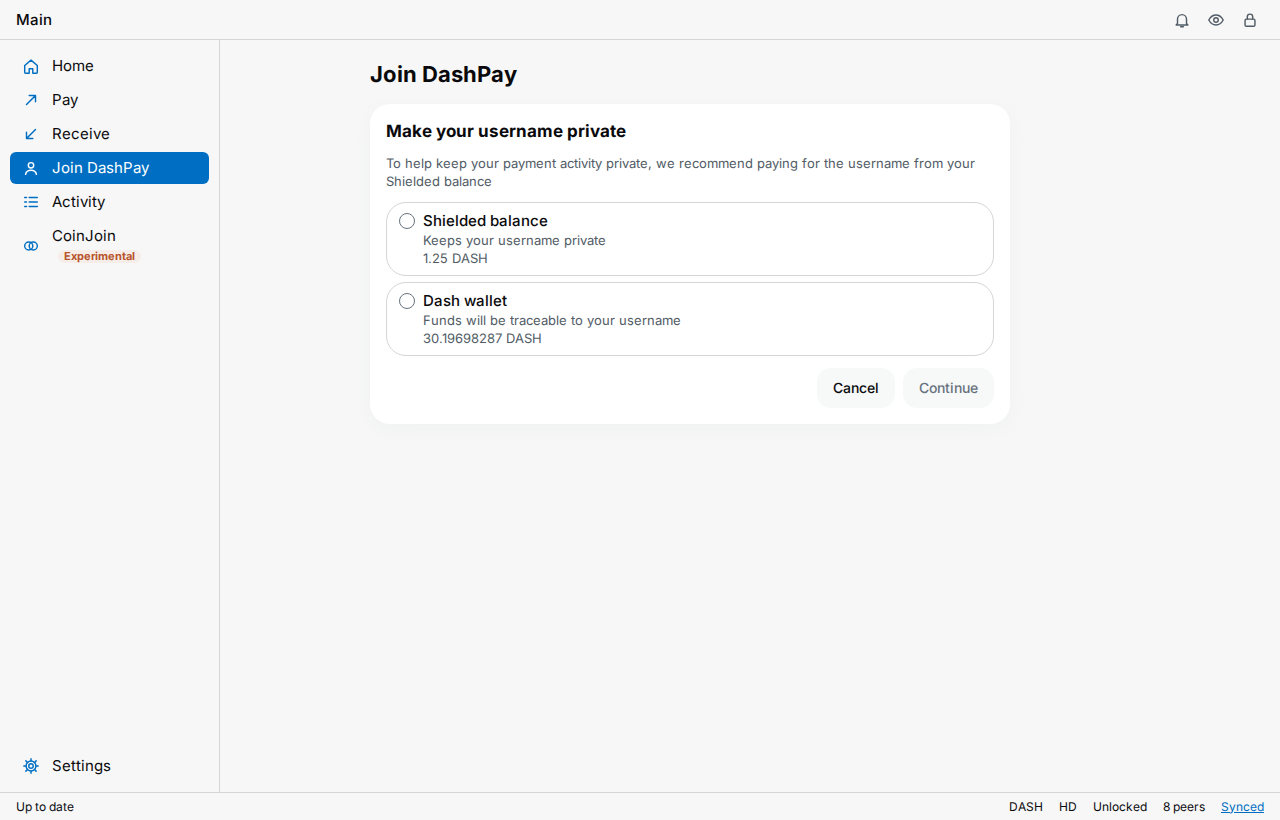 Main
Home
Pay
Receive
Join DashPay
Activity
CoinJoin
Experimental
Settings
Join DashPay
Make your username private
To help keep your payment activity private, we recommend paying for the username from your
Shielded balance
Shielded balance
Keeps your username private
1.25 DASH
Dash wallet
Funds will be traceable to your username
30.19698287 DASH
Cancel Continue
Up to date DASH HD Unlocked 8 peers Synced